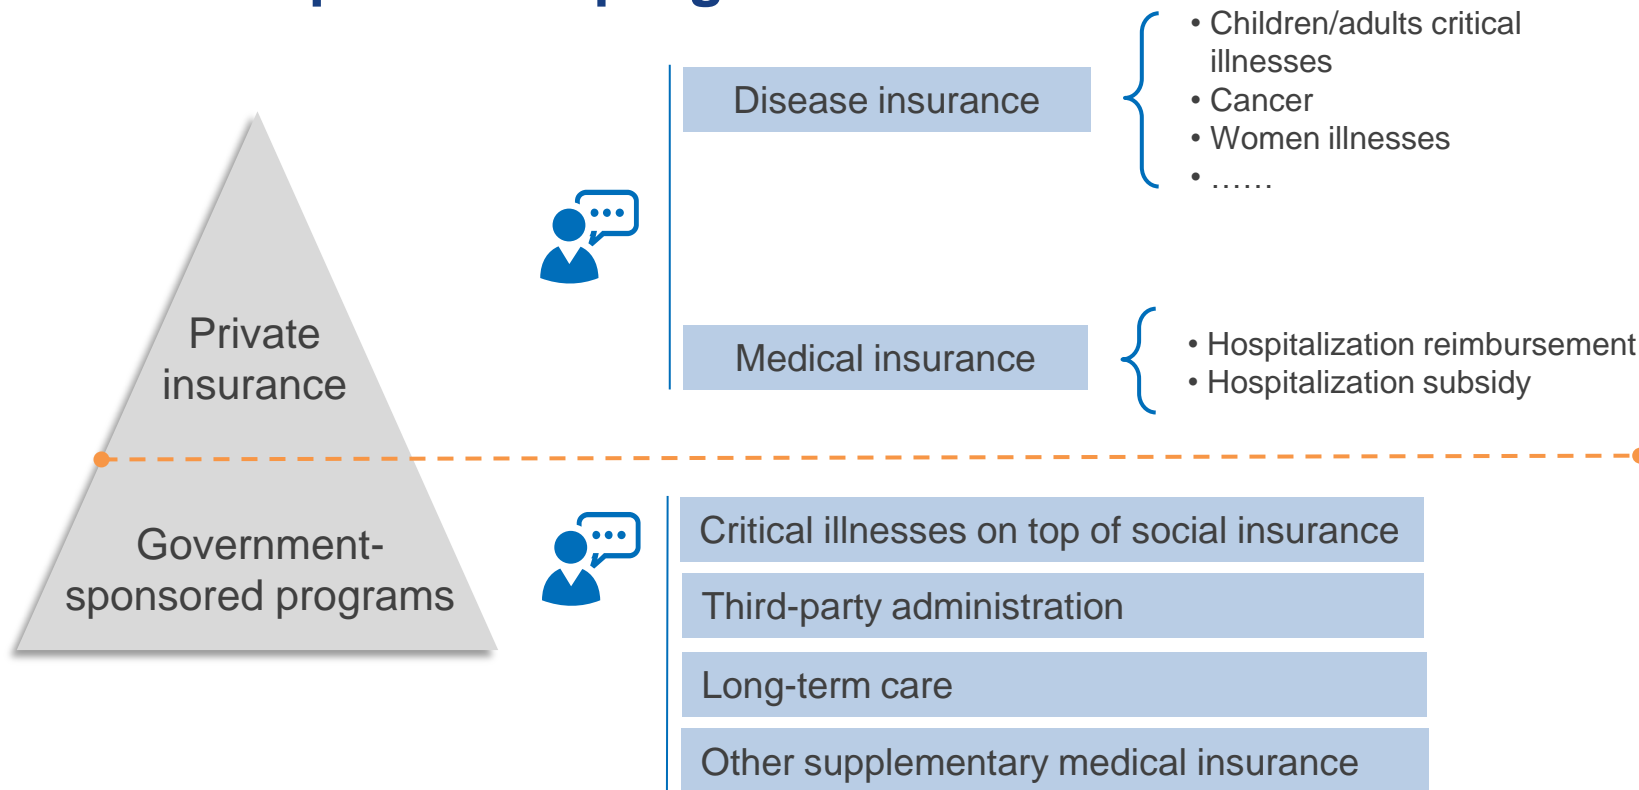 • Children/adults critical
illnesses
• Cancer
• Women illnesses
• ……
Disease insurance
Private
insurance
Medical insurance
• Hospitalization reimbursement
• Hospitalization subsidy
Government-
sponsored programs
Critical illnesses on top of social insurance
Third-party administration
Long-term care
Other supplementary medical insurance